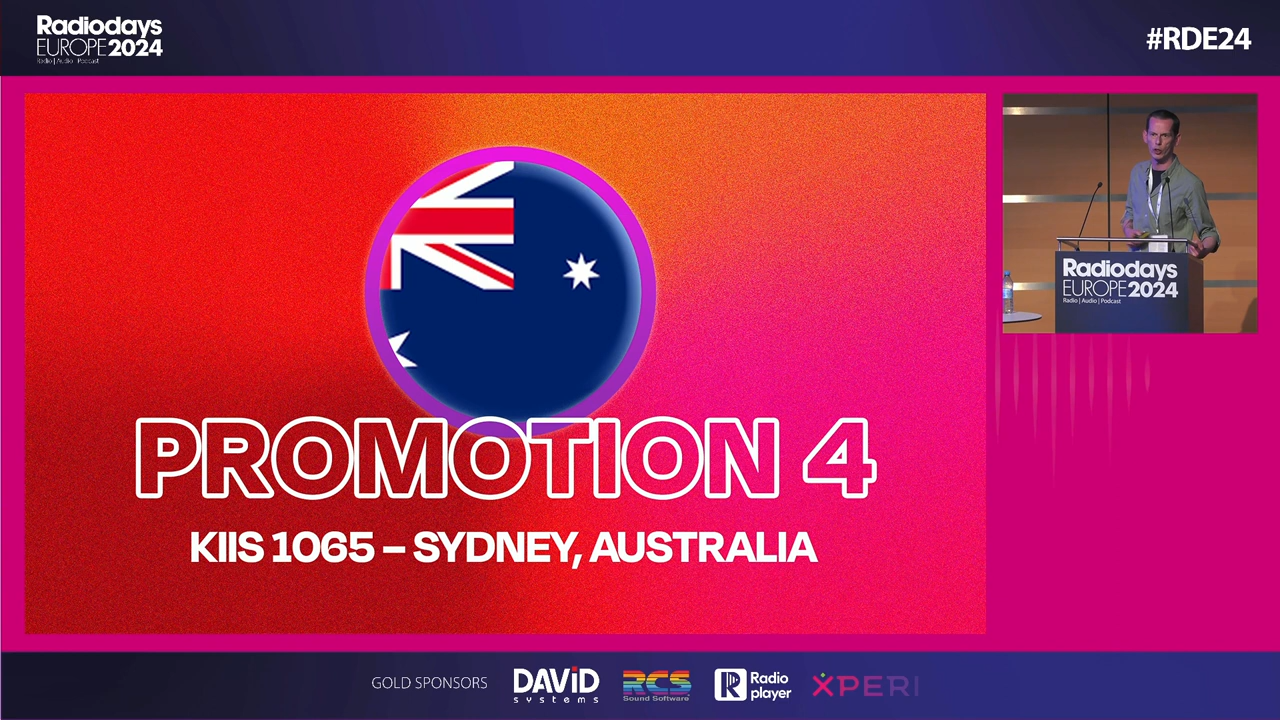 Radiodays
EUROPE 2024
Radio | Audio | Podcast
#RDE24
PROMOTION 4
KIIS 1065 – SYDNEY, AUSTRALIA
Radiodays
EUROPE 2024
Radio | Audio | Podcast
GOLD SPONSORS
DAViD
systems
RCS
Sound Software
Radio
player
XPERI